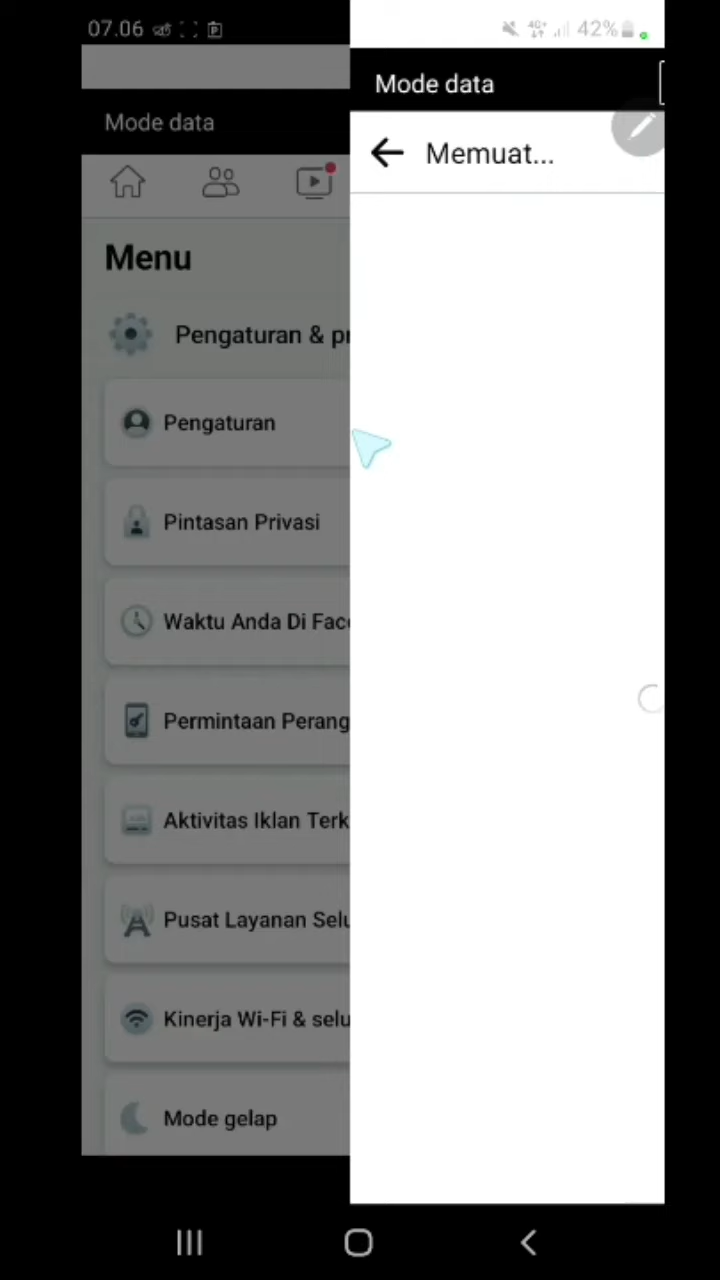 07.06
42%
Mode data
Mode data
Memuat...
Menu
Pengaturan & pr
Pengaturan
Pintasan Privasi
Waktu Anda Di Fac
Permintaan Perang
Aktivitas Iklan Terk
Pusat Layanan Selu
Kinerja Wi-Fi & selu
Mode gelap